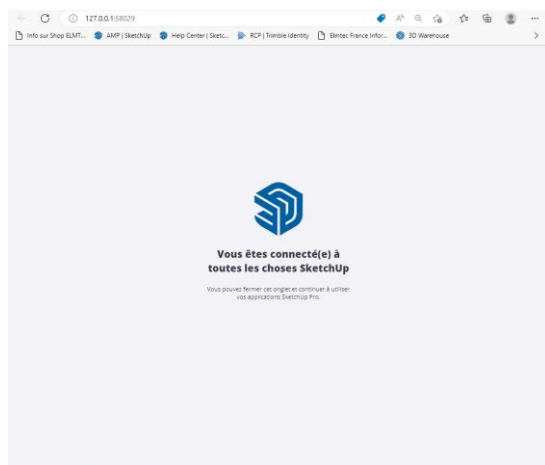 127.0.0.1:58029
Info sur Shop ELMT... AMP | SketchUp Help Center | Sketc... RCP | Trimble Identity Elmtec France Infor... 3D Warehouse
Vous êtes connecté(e) à
toutes les choses SketchUp
Vous pouvez fermer cet onglet et continuer à utiliser
vos applications SketchUp Pro.